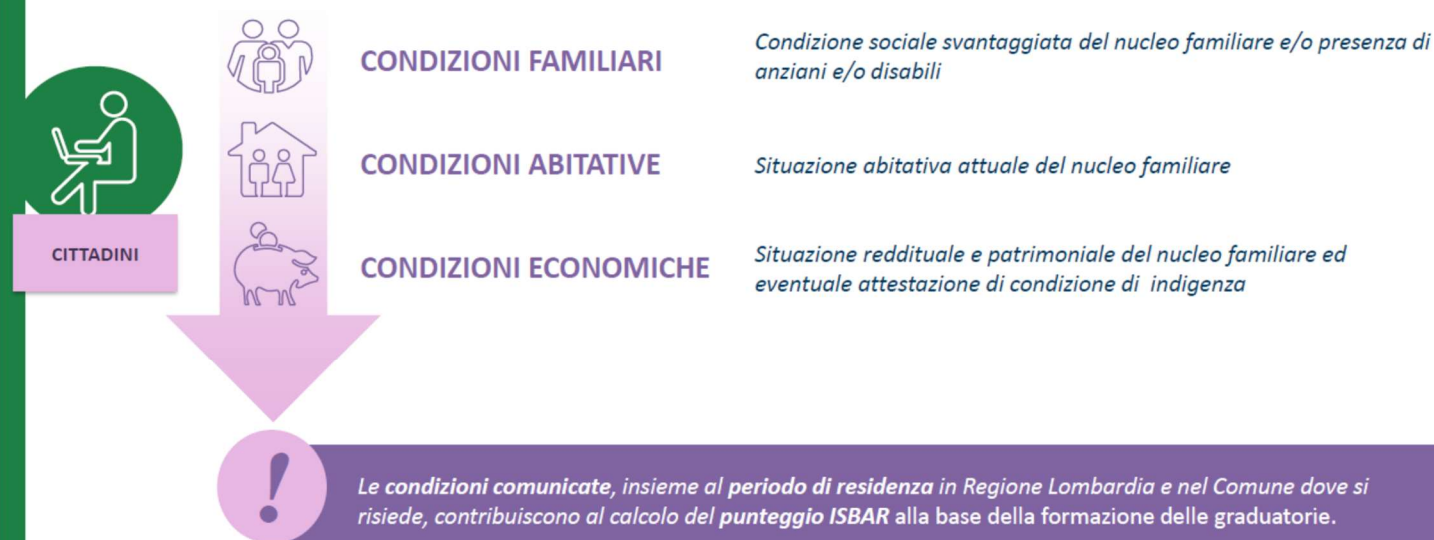 CITTADINI
CONDIZIONI FAMILIARI
Condizione sociale svantaggiata del nucleo familiare e/o presenza di
anziani e/o disabili
CONDIZIONI ABITATIVE
Situazione abitativa attuale del nucleo familiare
CONDIZIONI ECONOMICHE
Situazione reddituale e patrimoniale del nucleo familiare ed
eventuale attestazione di condizione di indigenza
!
Le condizioni comunicate, insieme al periodo di residenza in Regione Lombardia e nel Comune dove si
risiede, contribuiscono al calcolo del punteggio ISBAR alla base della formazione delle graduatorie.